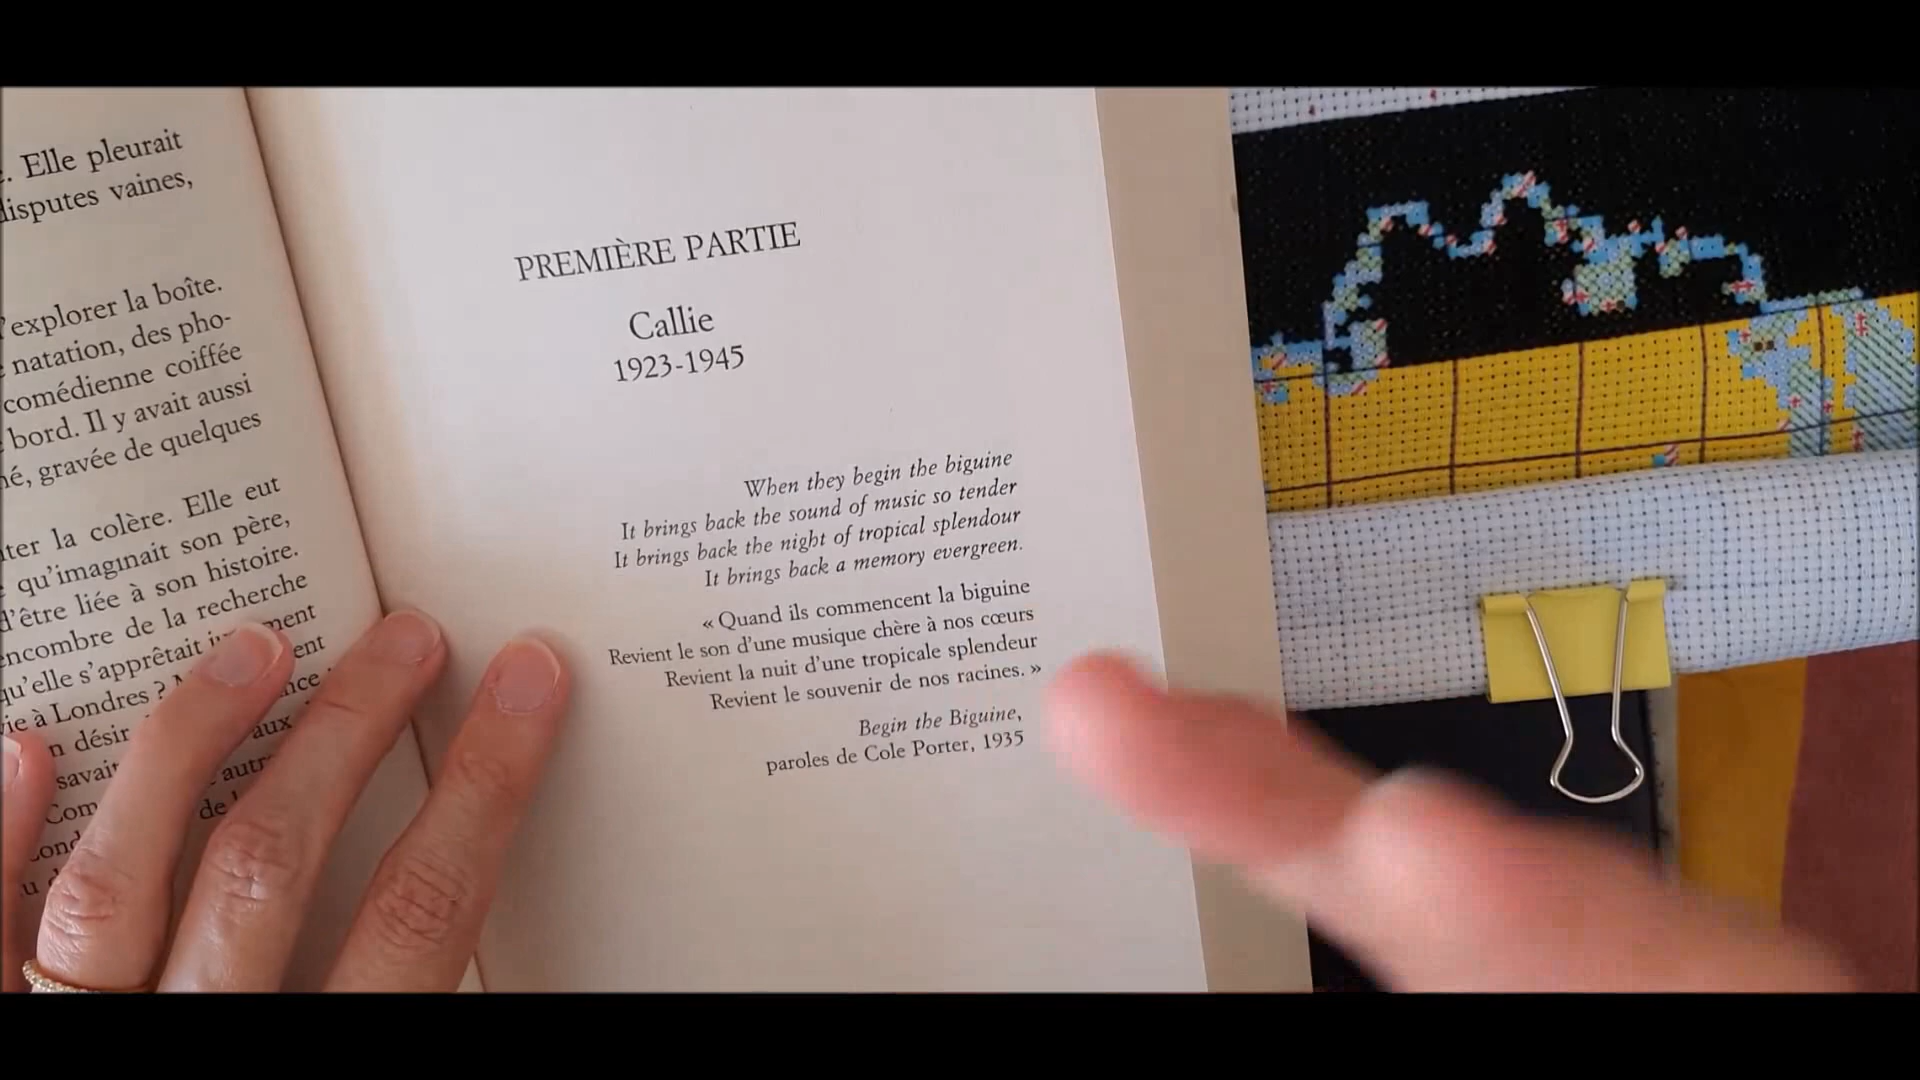 . Elle pleurait
disputes vaines,
explorer la boîte.
natation, des pho-
comédienne coiffée
bord. Il y avait aussi
gravée de quelques
la colère. Elle eut
qu'imaginait son père,
d'être liée à son histoire.
de la recherche
qu'elle s'apprêtait
à Londres ?
désir aux
savait
PREMIÈRE PARTIE
Callie
1923-1945
When they begin the biguine
It brings back the sound of music so tender
It brings back the night of tropical splendour
It brings back a memory evergreen.
« Quand ils commencent la biguine
Revient le son d'une musique chère à nos cœurs
Revient la nuit d'une tropicale splendeur
Revient le souvenir de nos racines. »
Begin the Biguine,
paroles de Cole Porter, 1935